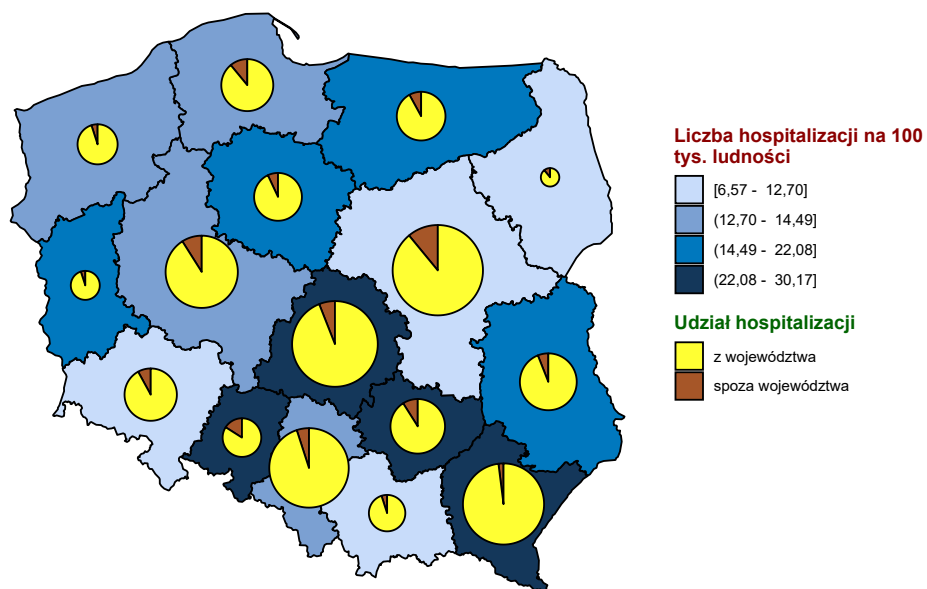 Liczba hospitalizacji na 100
tys. ludności
[6,57 - 12,70]
(12,70 - 14,49]
(14,49 - 22,08]
(22,08 - 30,17]
Udział hospitalizacji
z województwa
spoza województwa